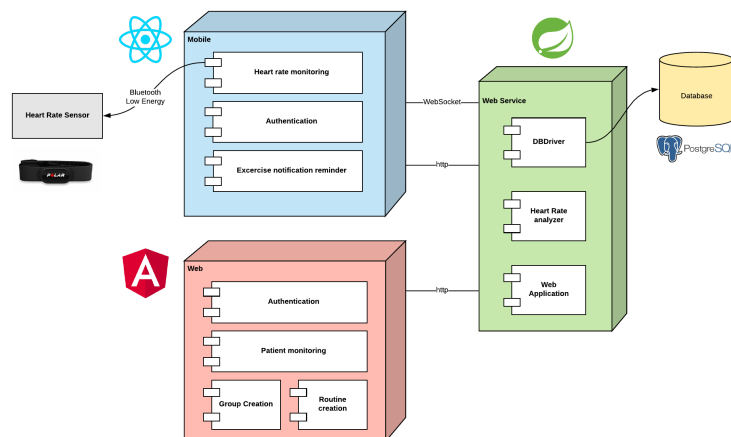 Mobile
Heart rate monitoring
Authentication
Excercise notification reminder
Bluetooth
Low Energy
Heart Rate Sensor
POLAR
WebSocket
http
Web Service
DBDriver
Heart Rate
analyzer
Web
Application
Database
PostgreSQL
Web
Authentication
Patient monitoring
Group Creation
Routine
creation
http